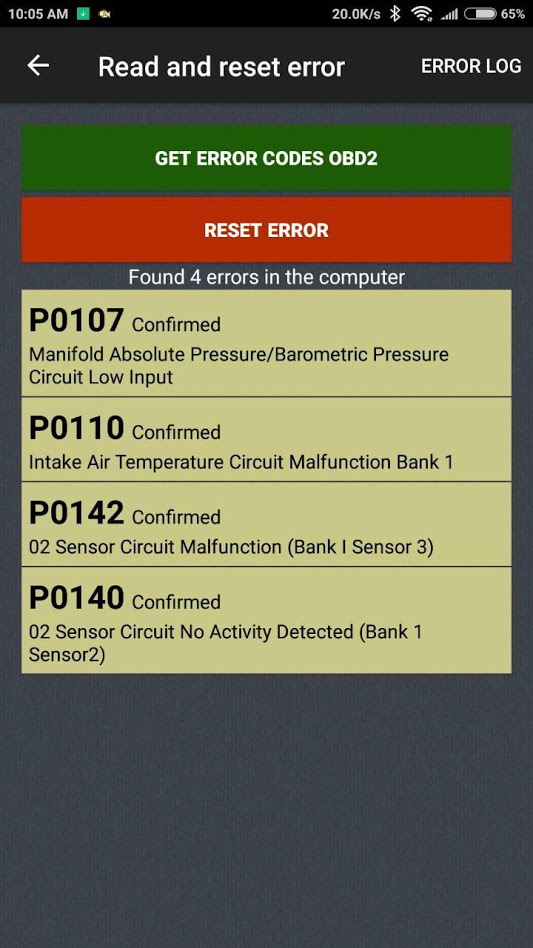 10:05 AM 20.0K/s 65%
Read and reset error ERROR LOG
GET ERROR CODES OBD2
RESET ERROR
Found 4 errors in the computer
P0107 Confirmed
Manifold Absolute Pressure/Barometric Pressure
Circuit Low Input
P0110 Confirmed
Intake Air Temperature Circuit Malfunction Bank 1
P0142 Confirmed
02 Sensor Circuit Malfunction (Bank I Sensor 3)
P0140 Confirmed
02 Sensor Circuit No Activity Detected (Bank 1
Sensor2)